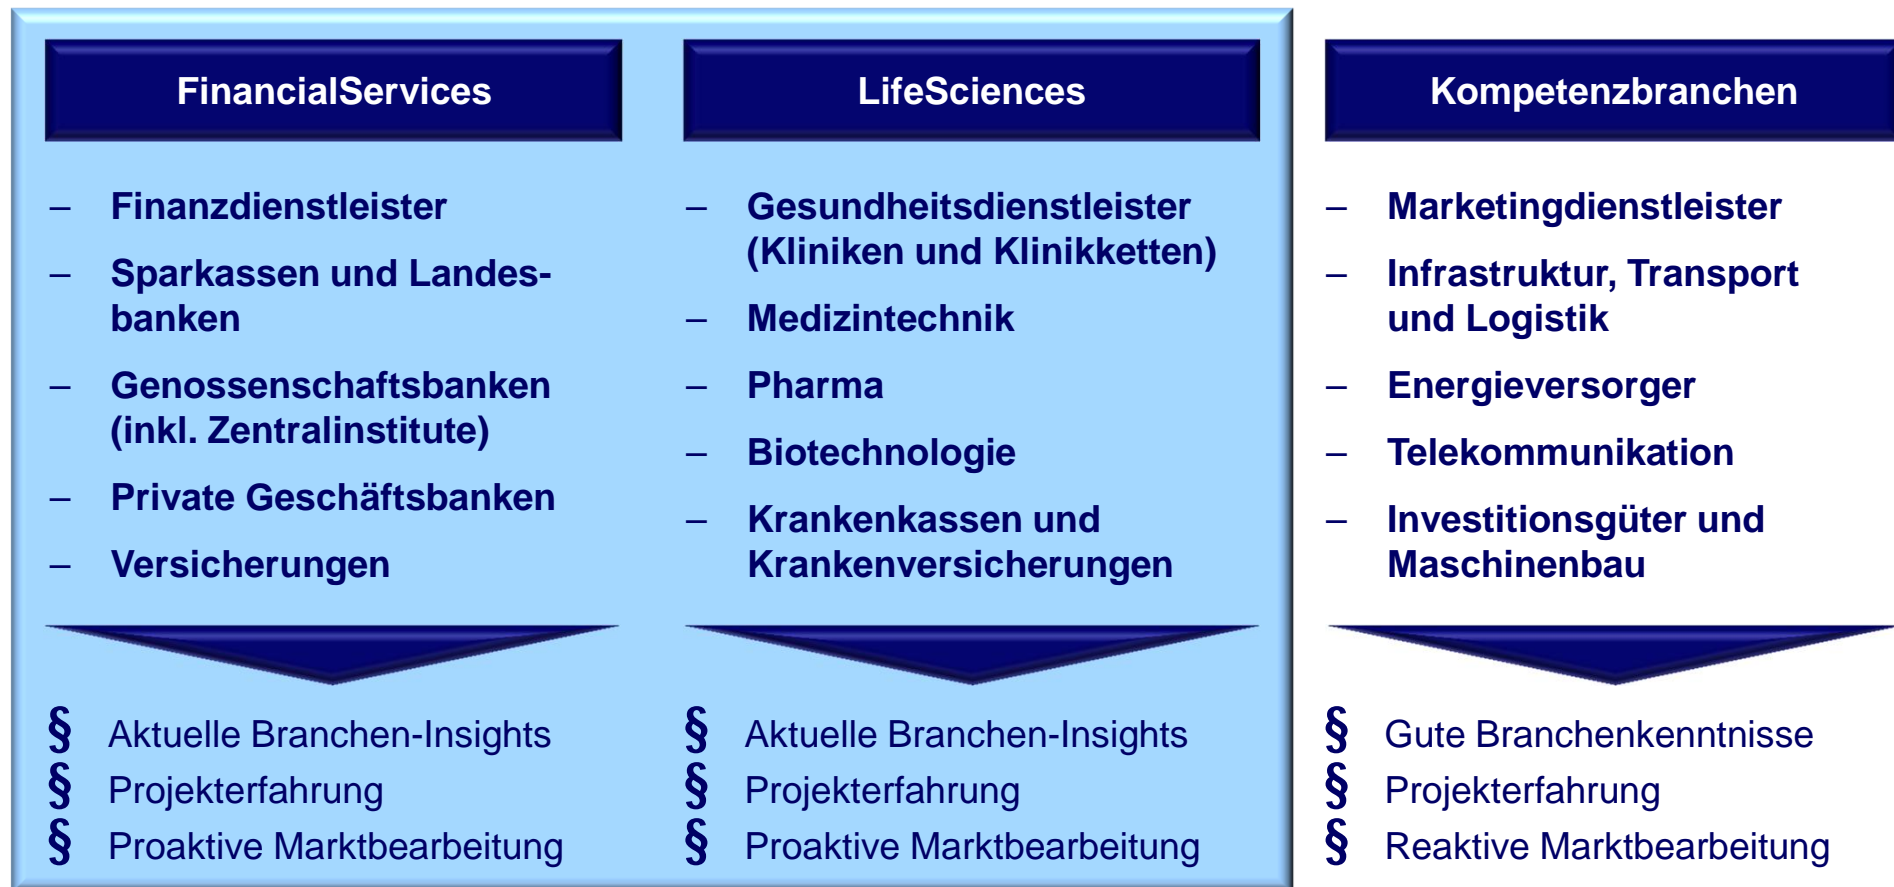 FinancialServices
– Finanzdienstleister
– Sparkassen und Landes-
banken
– Genossenschaftsbanken
(inkl. Zentralinstitute)
– Private Geschäftsbanken
– Versicherungen
§ Aktuelle Branchen-Insights
§ Projekterfahrung
§ Proaktive Marktbearbeitung
LifeSciences
– Gesundheitsdienstleister
(Kliniken und Klinikketten)
– Medizintechnik
– Pharma
– Biotechnologie
– Krankenkassen und
Krankenversicherungen
§ Aktuelle Branchen-Insights
§ Projekterfahrung
§ Proaktive Marktbearbeitung
Kompetenzbranchen
– Marketingdienstleister
– Infrastruktur, Transport
und Logistik
– Energieversorger
– Telekommunikation
– Investitionsgüter und
Maschinenbau
§ Gute Branchenkenntnisse
§ Projekterfahrung
§ Reaktive Marktbearbeitung